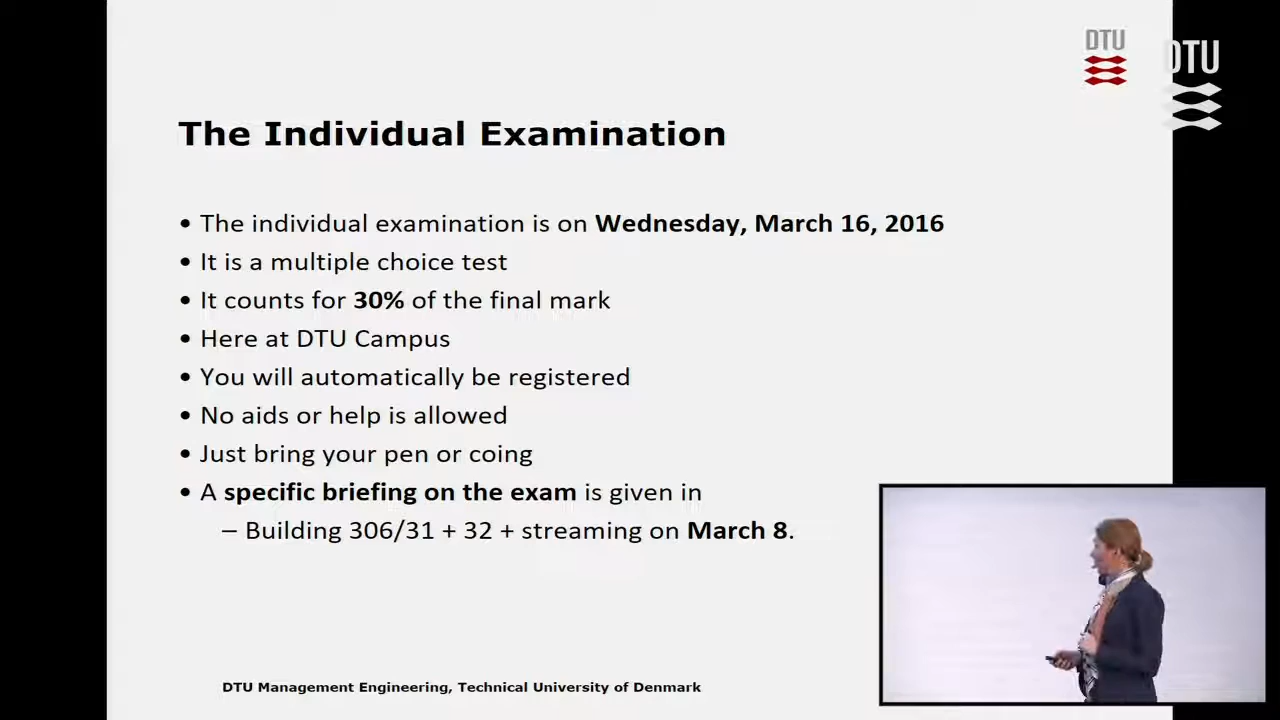 DTU
DTU
The Individual Examination
• The individual examination is on Wednesday, March 16, 2016
• It is a multiple choice test
• It counts for 30% of the final mark
• Here at DTU Campus
• You will automatically be registered
• No aids or help is allowed
• Just bring your pen or coing
• A specific briefing on the exam is given in
– Building 306/31 + 32 + streaming on March 8.
DTU Management Engineering, Technical University of Denmark